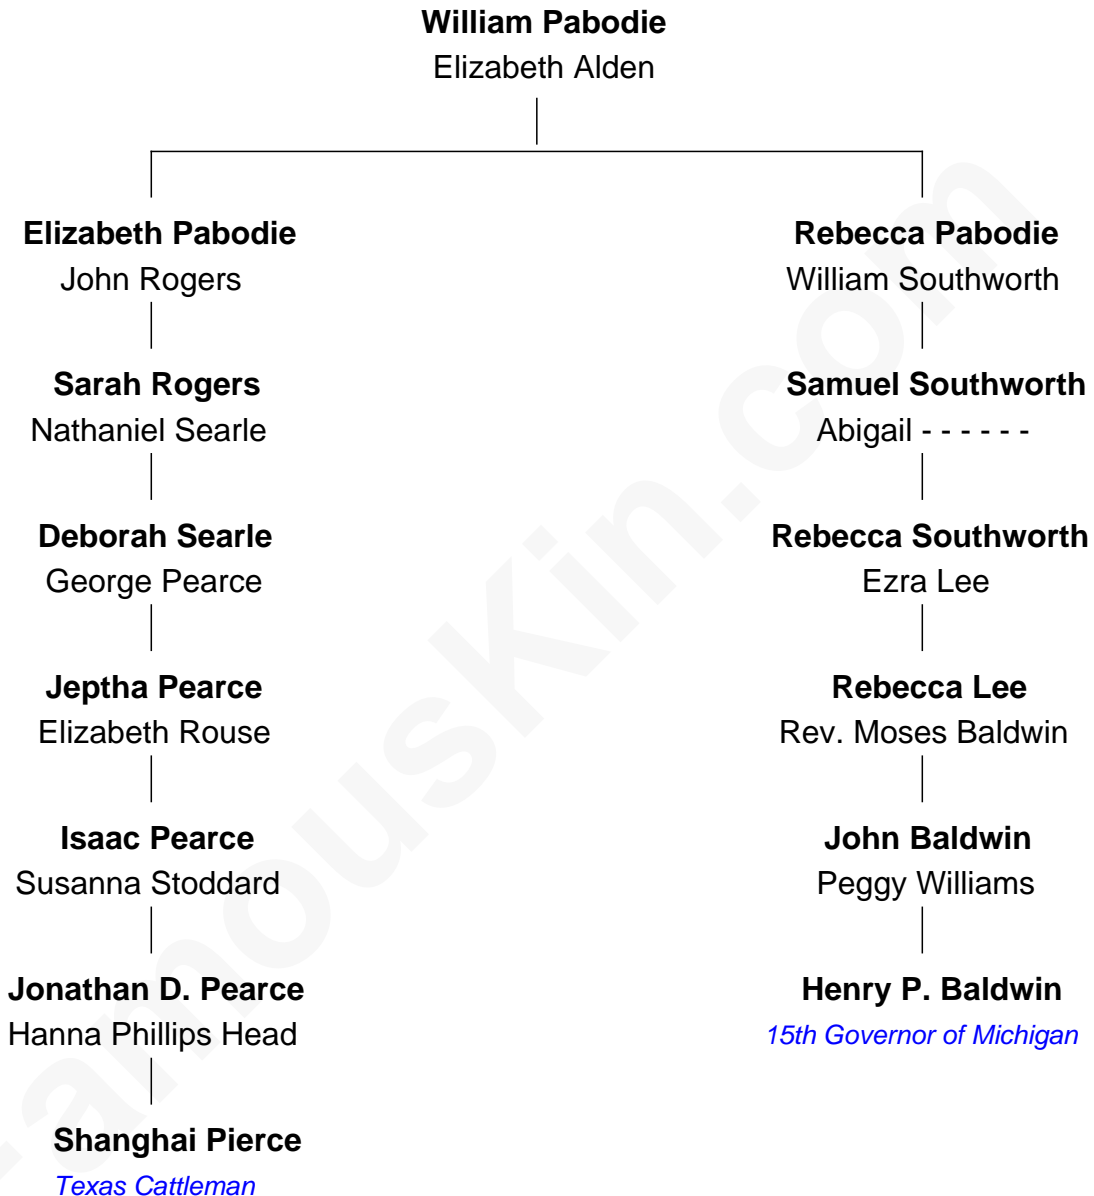 William Pabodie
Elizabeth Alden
Elizabeth Pabodie
John Rogers
Rebecca Pabodie
William Southworth
Sarah Rogers
Nathaniel Searle
Samuel Southworth
Abigail - - - - - -
Deborah Searle
George Pearce
Rebecca Southworth
Ezra Lee
Jeptha Pearce
Elizabeth Rouse
Rebecca Lee
Rev. Moses Baldwin
Isaac Pearce
Susanna Stoddard
John Baldwin
Peggy Williams
Jonathan D. Pearce
Hanna Phillips Head
Henry P. Baldwin
15th Governor of Michigan
Shanghai Pierce
Texas Cattleman
FamousKin.com